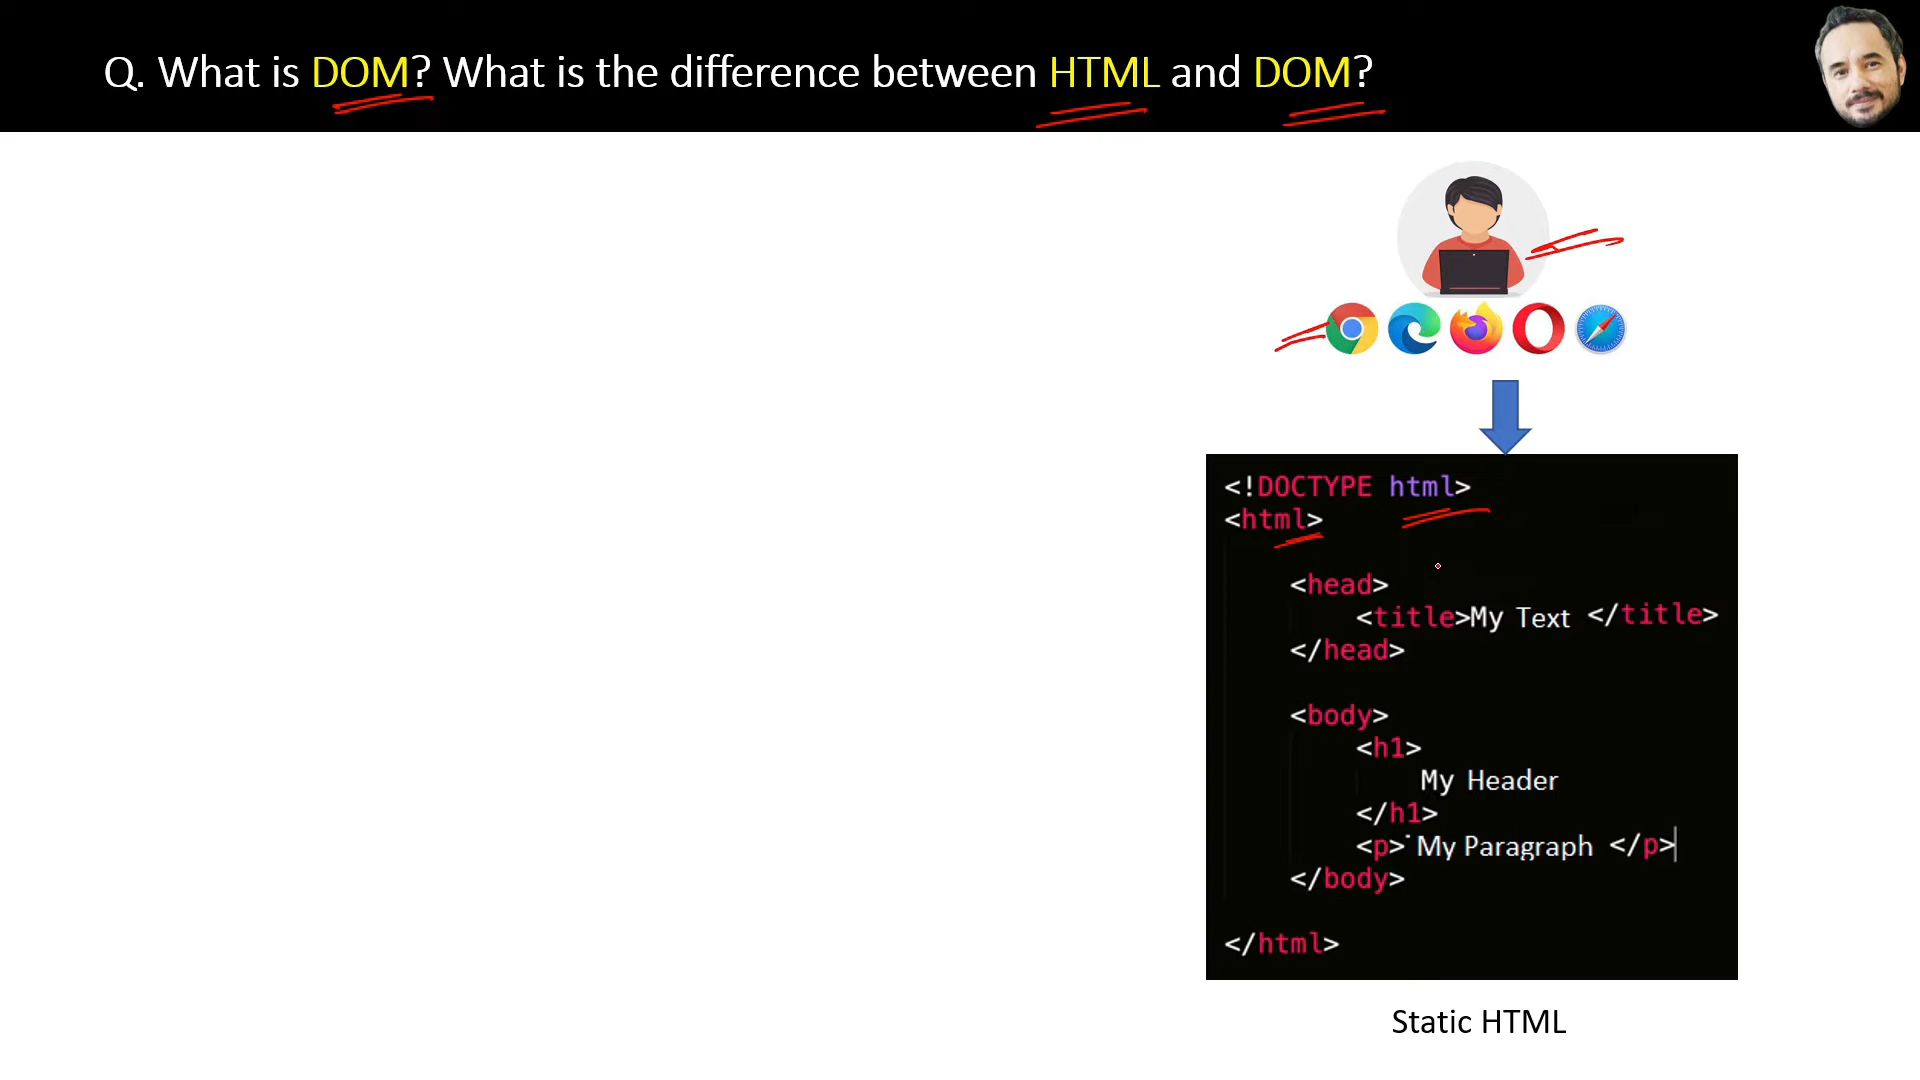 Q. What is DOM? What is the difference between HTML and DOM?
<!DOCTYPE html>
<html>
<head>
<title>My Text </title>
</head>
<body>
<h1>
My Header
</h1>
<p> My Paragraph </p>
</body>
</html>
Static HTML